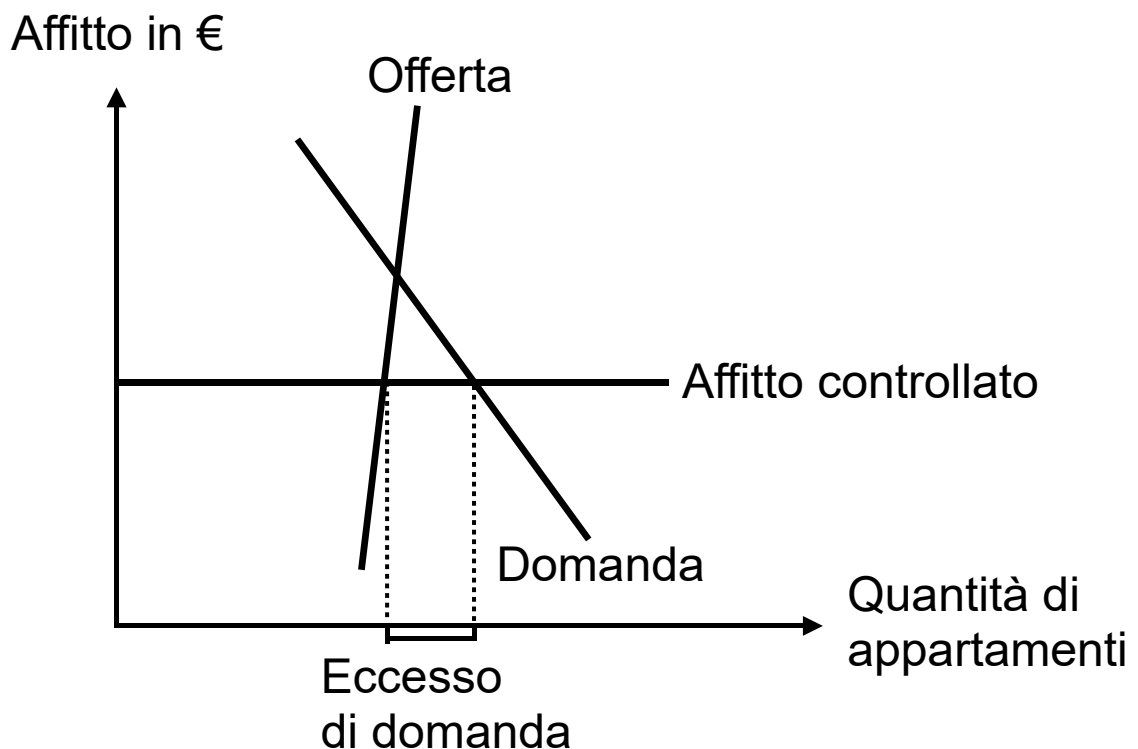 Affitto in €
Offerta
Affitto controllato
Domanda
Quantità di
appartamenti
Eccesso
di domanda